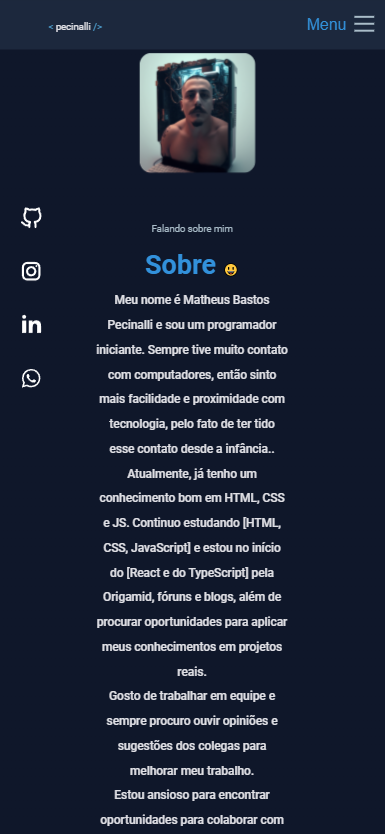 < pecinalli />
Menu
Falando sobre mim
Sobre 😃
Meu nome é Matheus Bastos
Pecinalli e sou um programador
iniciante. Sempre tive muito contato
com computadores, então sinto
mais facilidade e proximidade com
tecnologia, pelo fato de ter tido
esse contato desde a infância..
Atualmente, já tenho um
conhecimento bom em HTML, CSS
e JS. Continuo estudando [HTML,
CSS, JavaScript] e estou no início
do [React e do TypeScript] pela
Origamid, fóruns e blogs, além de
procurar oportunidades para aplicar
meus conhecimentos em projetos
reais.
Gosto de trabalhar em equipe e
sempre procuro ouvir opiniões e
sugestões dos colegas para
melhorar meu trabalho.
Estou ansioso para encontrar
oportunidades para colaborar com